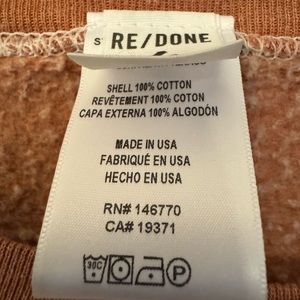 S
RE/DONE
SHELL 100% COTTON
REVÊTEMENT 100% COTON
CAPA EXTERNA 100% ALGODÓN
MADE IN USA
FABRIQUÉ EN USA
HECHO EN USA
RN# 146770
CA# 19371
30C
P